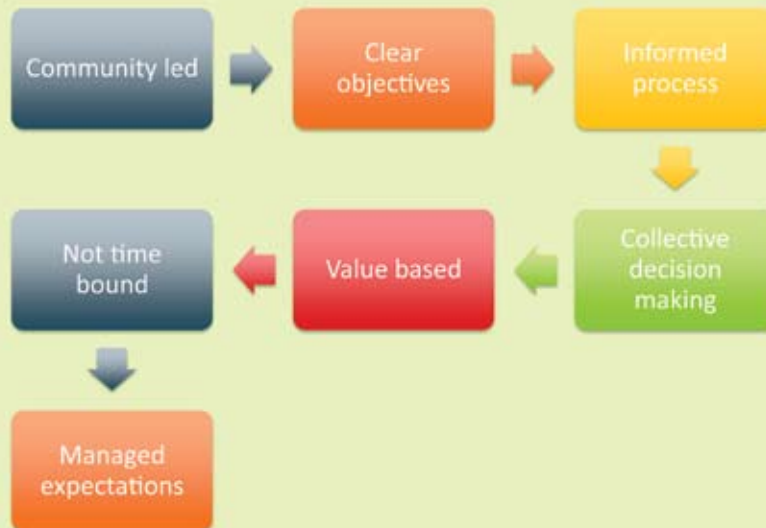 Community led
Clear
objectives
Informed
process
Collective
decision
making
Value based
Not time
bound
Managed
expectations